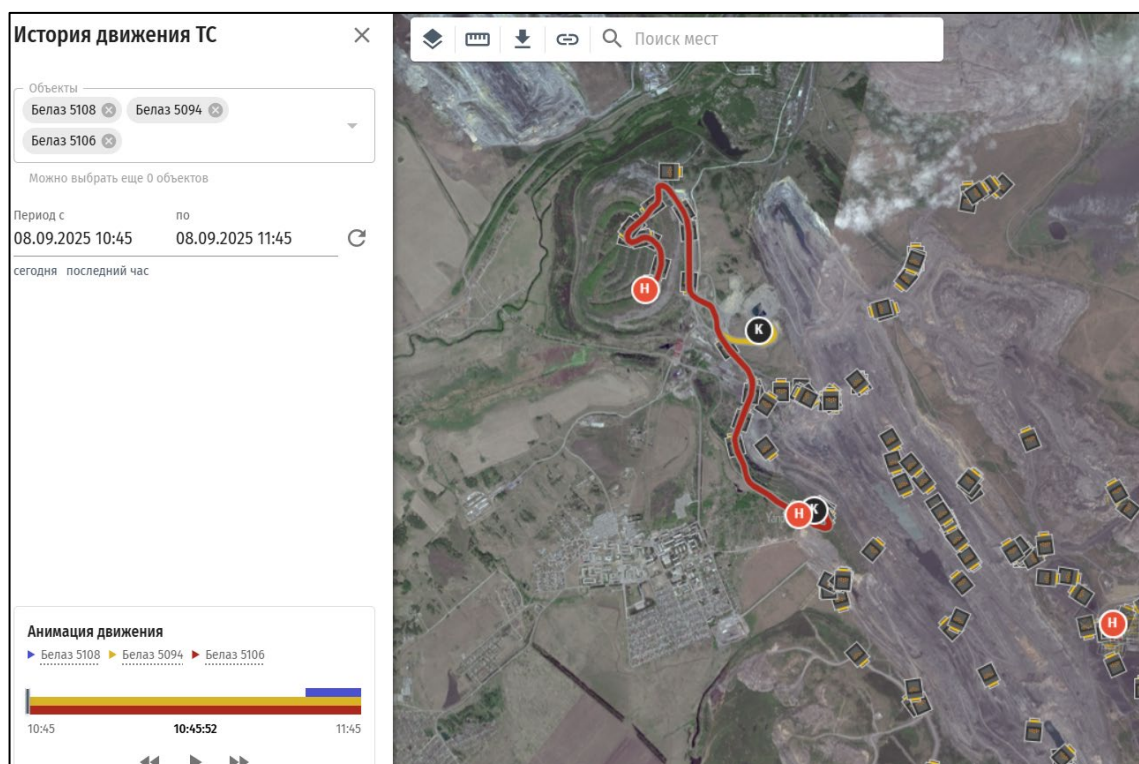 История движения ТС
Поиск мест
Объекты
Белаз 5108 Белаз 5094
Белаз 5106
Можно выбрать еще 0 объектов
Период с по
08.09.2025 10:45 08.09.2025 11:45
сегодня последний час
Н
К
Н К
Н
Анимация движения
Белаз 5108 Белаз 5094 Белаз 5106
10:45 10:45:52 11:45